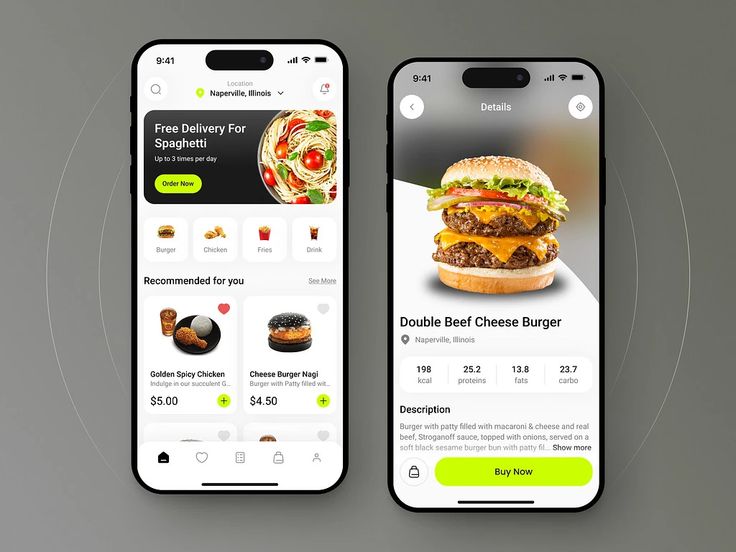 9:41
Location
Naperville, Illinois
Free Delivery For
Spaghetti
Up to 3 times per day
Order Now
Burger
Chicken
Fries
Drink
Recommended for you
See More
Golden Spicy Chicken
Indulge in our succulent G...
$5.00
Cheese Burger Nagi
Burger with Patty filled wit...
$4.50
9:41
Details
Double Beef Cheese Burger
Naperville, Illinois
198
kcal
25.2
proteins
13.8
fats
23.7
carbo
Description
Burger with patty filled with macaroni & cheese and real
beef, Stroganoff sauce, topped with onions, served on a
soft black sesame burger bun with patty fil... Show more
Buy Now